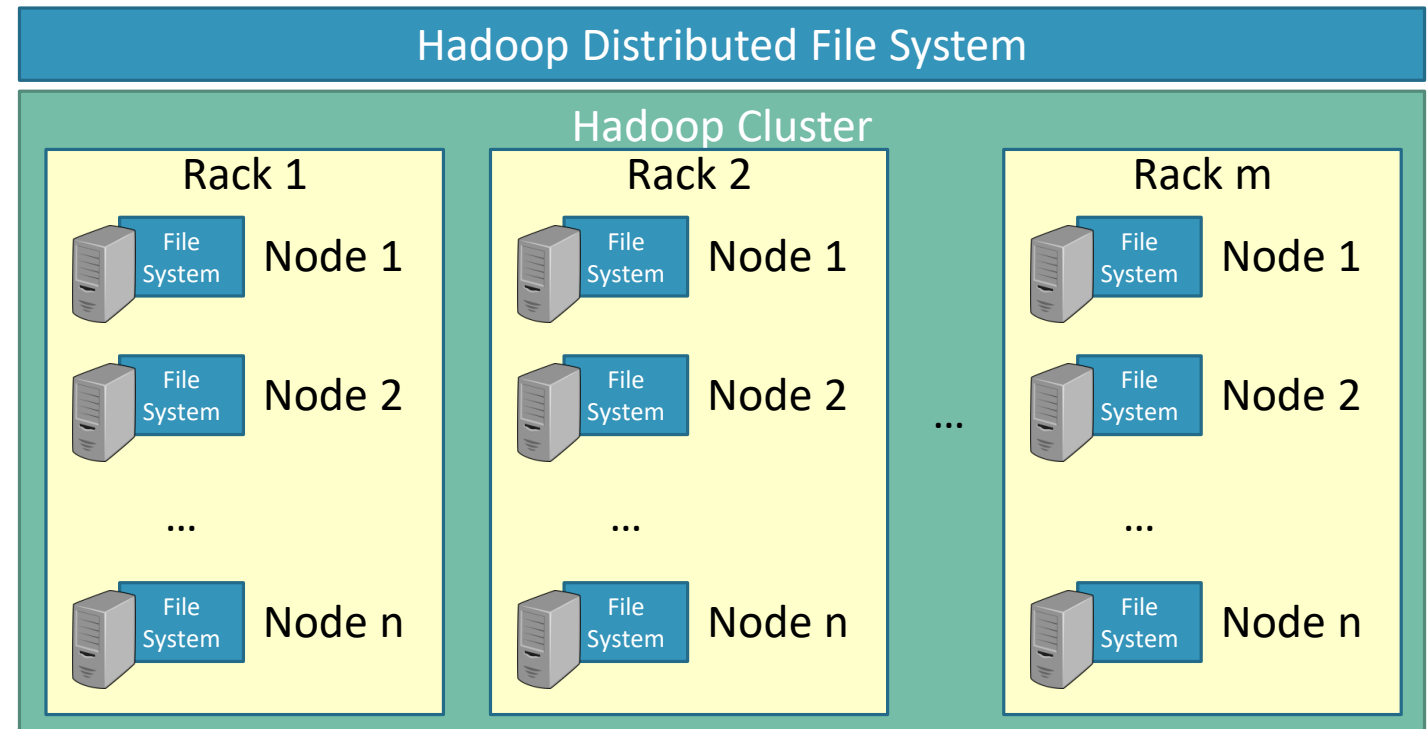 Hadoop Distributed File System
Hadoop Cluster
Rack 1
File
System
Node 1
File
System
Node 2
...
File
System
Node n
Rack 2
File
System
Node 1
File
System
Node 2
...
File
System
Node n
...
Rack m
File
System
Node 1
File
System
Node 2
...
File
System
Node n